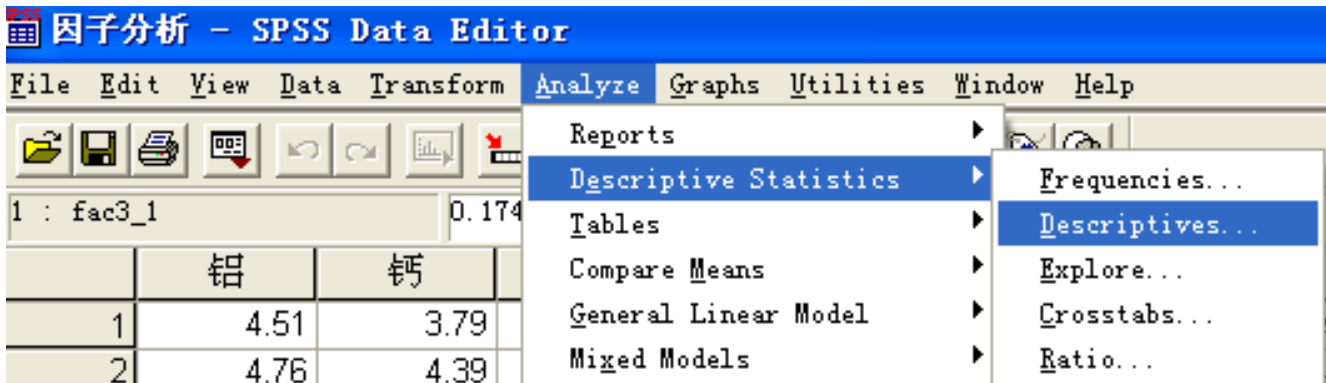 因子分析 - SPSS Data Editor
File Edit View Data Transform Analyze Graphs Utilities Window Help
Reports
Descriptive Statistics
Frequencies...
1 : fac3_1 0.174
Tables
Descriptives...
铝 钙
Compare Means
Explore...
1 4.51 3.79
General Linear Model
Crosstabs...
2 4.76 4.39
Mixed Models
Ratio...